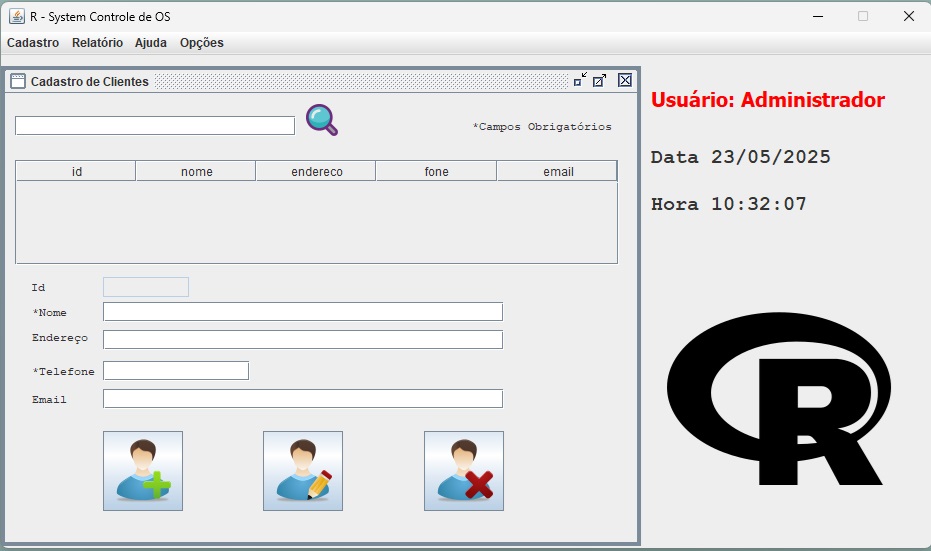 R - System Controle de OS
Cadastro Relatório Ajuda Opções
Cadastro de Clientes
Usuário: Administrador
*Campos Obrigatórios
Data 23/05/2025
id nome endereco fone email
Hora 10:32:07
Id
*Nome
Endereço
*Telefone
Email
R